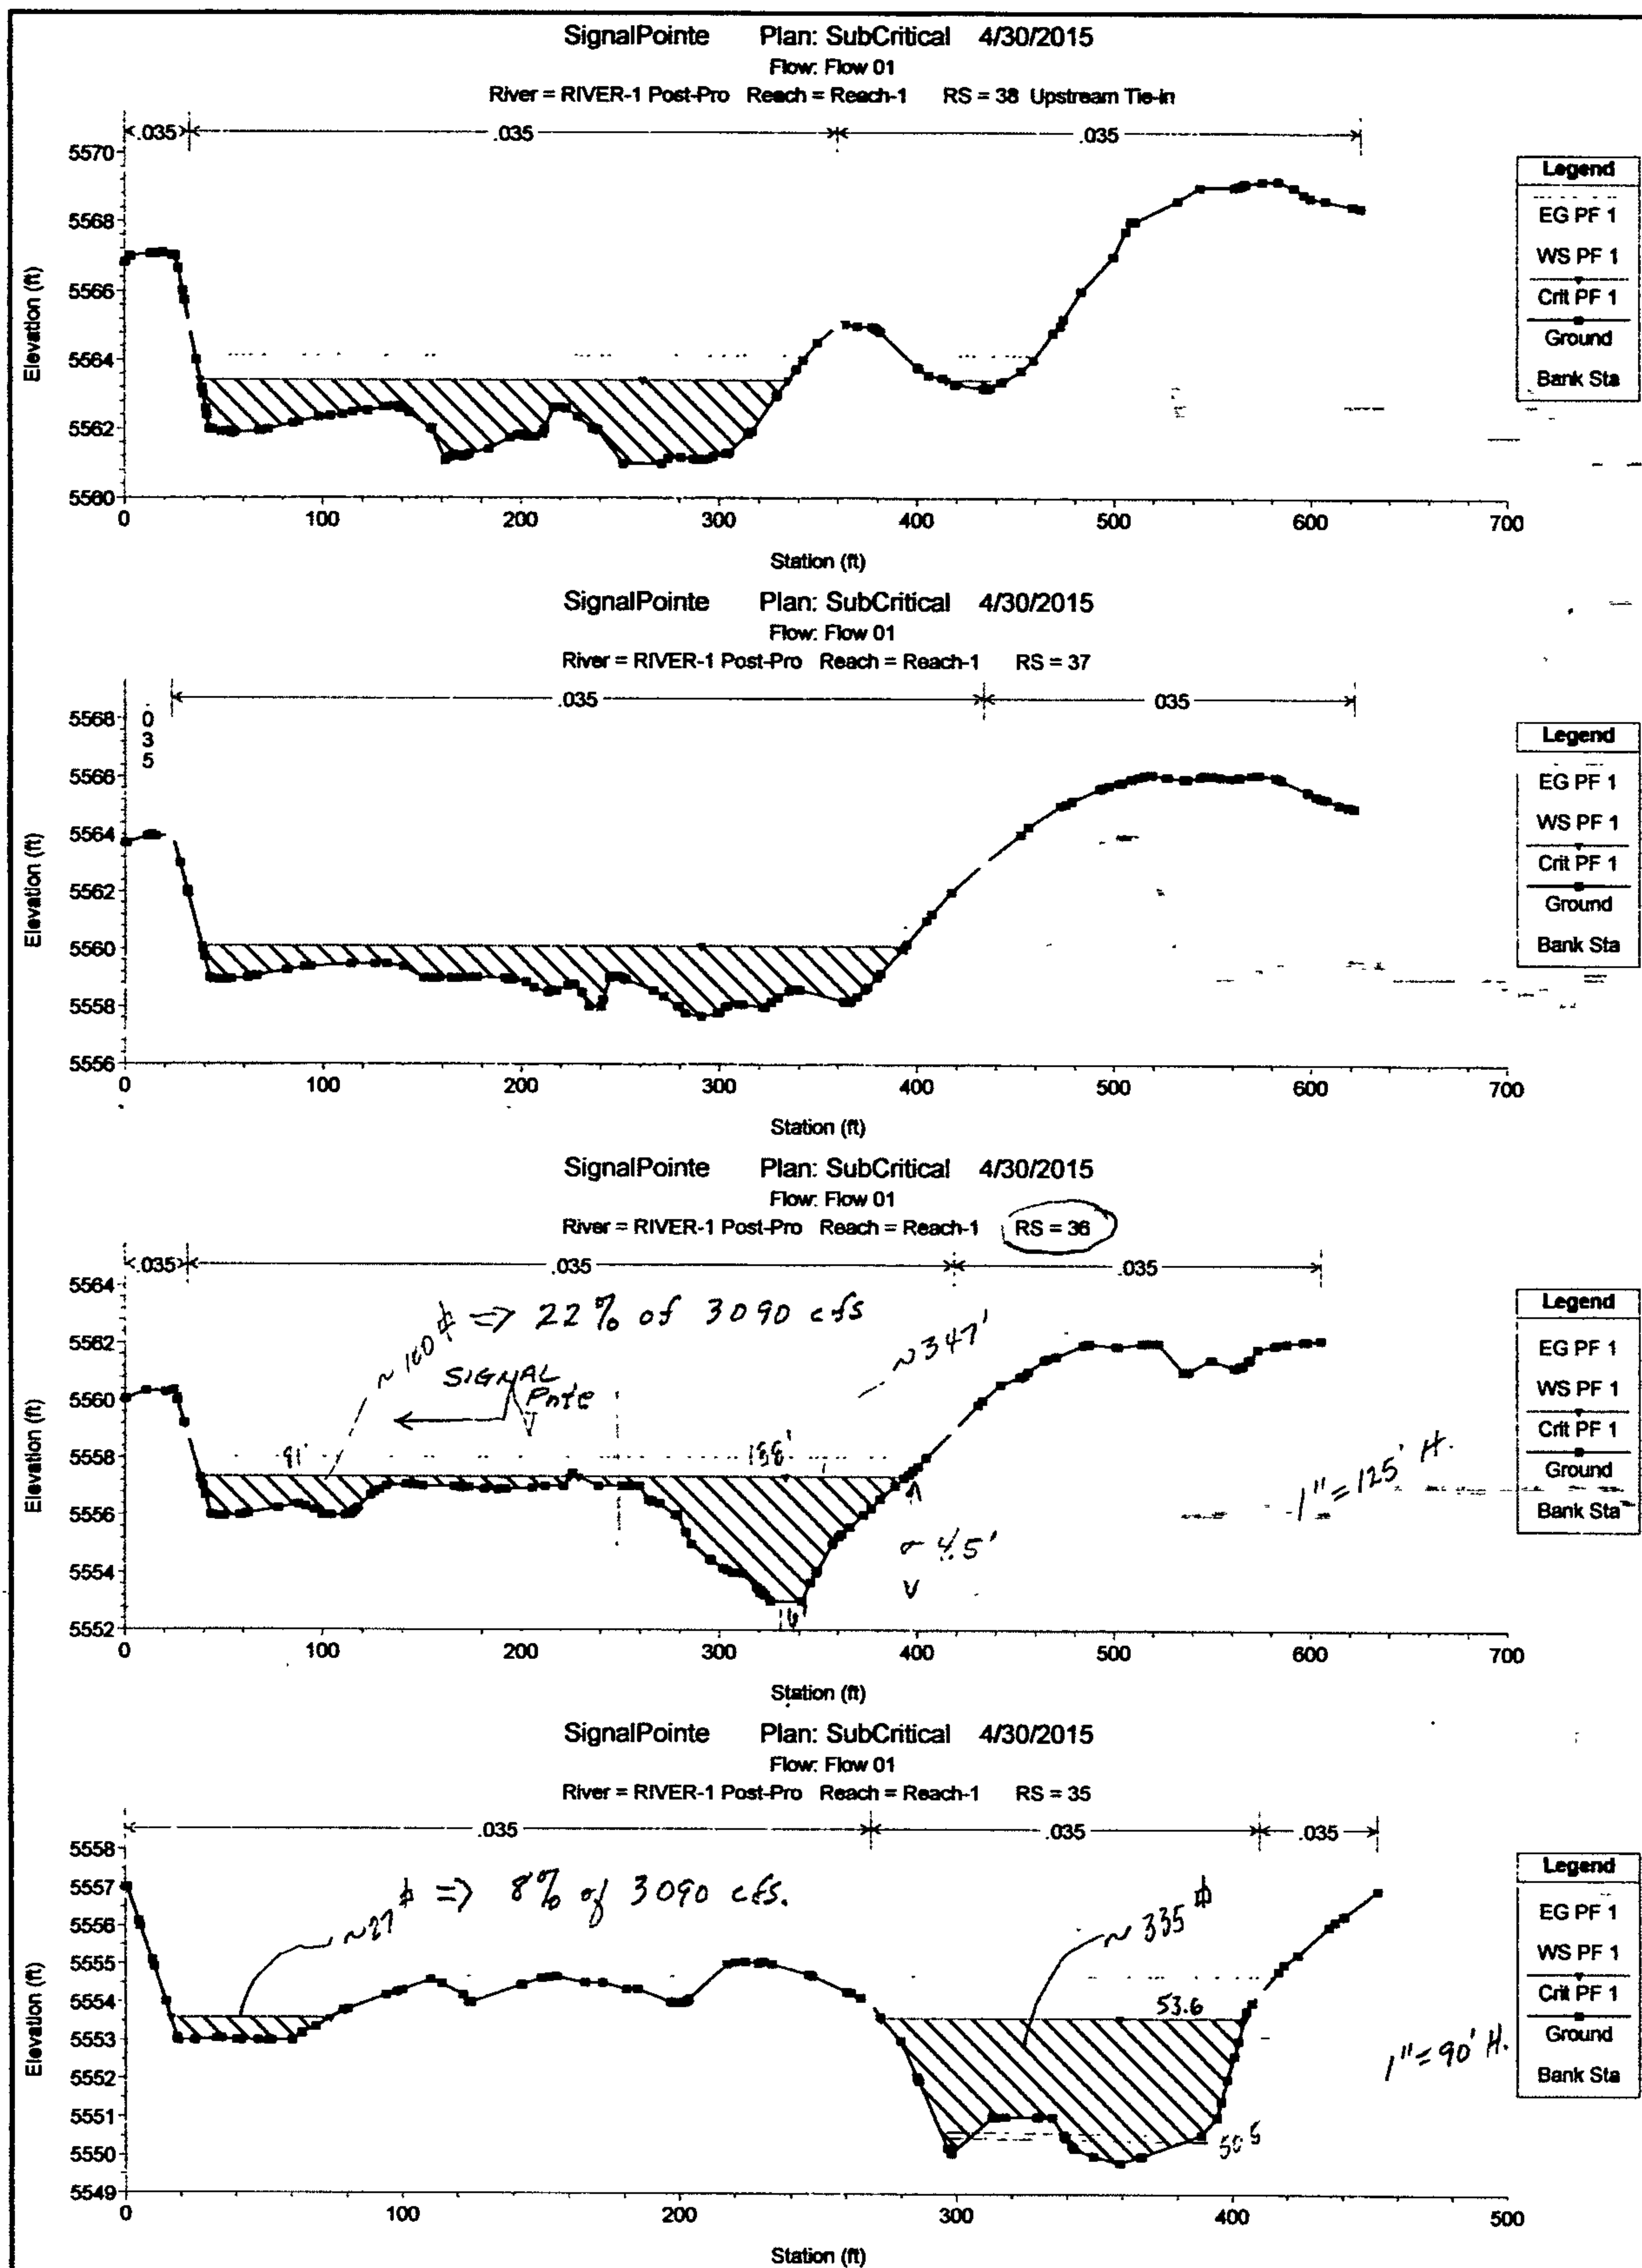 SignalPointe Plan: SubCritical 4/30/2015
Flow: Flow 01
River = RIVER-1 Post-Pro Reach = Reach-1 RS = 38 Upstream Tie-in
.035 .035 .035
Elevation (ft)
5570
5568
5566
5564
5562
5560
0 100 200 300 400 500 600 700
Station (ft)
Legend
EG PF 1
WS PF 1
Crit PF 1
Ground
Bank Sta
SignalPointe Plan: SubCritical 4/30/2015
Flow: Flow 01
River = RIVER-1 Post-Pro Reach = Reach-1 RS = 37
.035 .035 035
Elevation (ft)
5568
5566
5564
5562
5560
5558
5556
0 100 200 300 400 500 600 700
Station (ft)
Legend
EG PF 1
WS PF 1
Crit PF 1
Ground
Bank Sta
SignalPointe Plan: SubCritical 4/30/2015
Flow: Flow 01
River = RIVER-1 Post-Pro Reach = Reach-1 RS = 36
.035 .035 .035
~100 ⇒ 22% of 3090 cfs
SIGNAL
Pnte
~347'
1" = 125' H.
Elevation (ft)
5564
5562
5560
5558
5556
5554
5552
0 100 200 300 400 500 600 700
Station (ft)
Legend
EG PF 1
WS PF 1
Crit PF 1
Ground
Bank Sta
SignalPointe Plan: SubCritical 4/30/2015
Flow: Flow 01
River = RIVER-1 Post-Pro Reach = Reach-1 RS = 35
.035 .035 .035
~27 ⇒ 8% of 3090 cfs.
~335
53.6
1" = 90' H.
Elevation (ft)
5558
5557
5556
5555
5554
5553
5552
5551
5550
5549
0 100 200 300 400 500
Station (ft)
Legend
EG PF 1
WS PF 1
Crit PF 1
Ground
Bank Sta